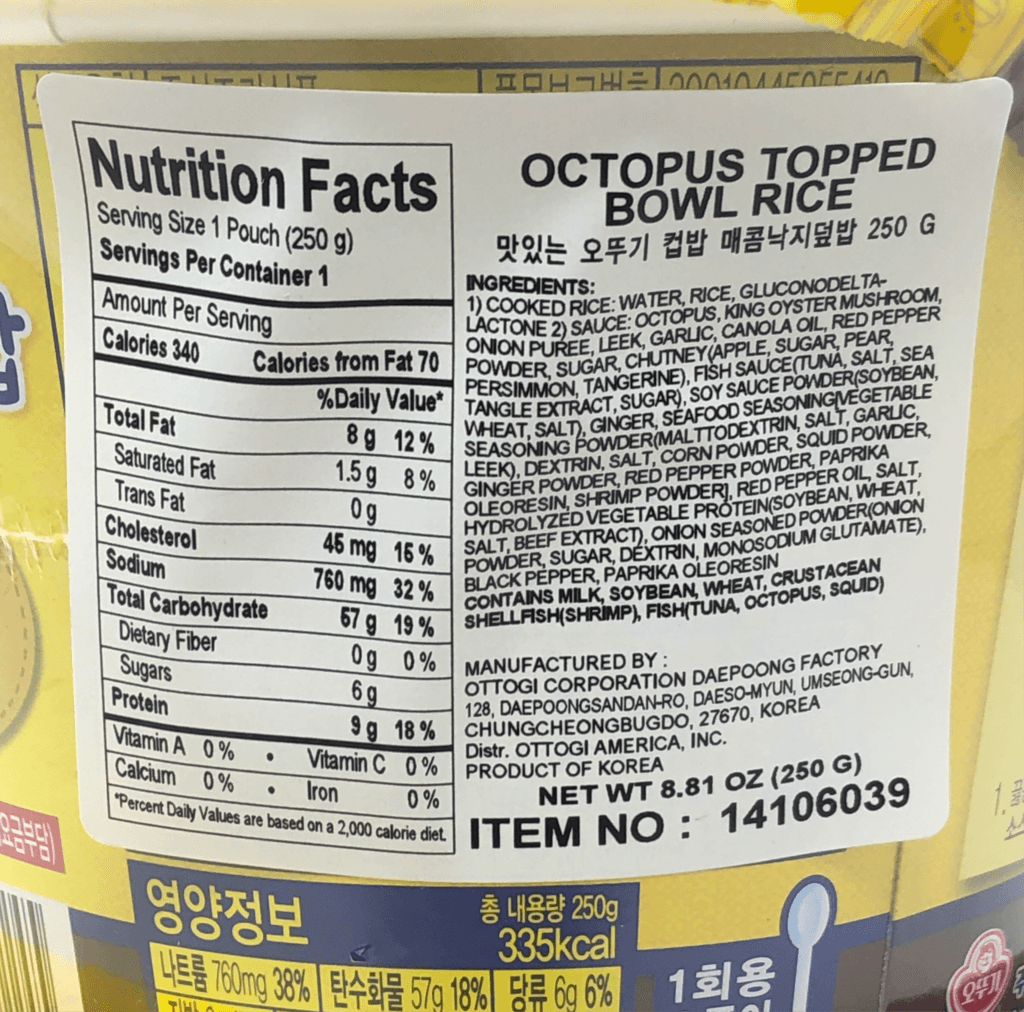 Nutrition Facts
Serving Size 1 Pouch (250 g)
Servings Per Container 1
Amount Per Serving
Calories 340 Calories from Fat 70
%Daily Value*
Total Fat 8 g 12 %
Saturated Fat 1.5 g 8 %
Trans Fat 0 g
Cholesterol 45 mg 15 %
Sodium 760 mg 32 %
Total Carbohydrate 57 g 19 %
Dietary Fiber 0 g 0 %
Sugars 6 g
Protein 9 g 18 %
Vitamin A 0 % • Vitamin C 0 %
Calcium 0 % • Iron 0 %
*Percent Daily Values are based on a 2,000 calorie diet.
OCTOPUS TOPPED
BOWL RICE
맛있는 오뚜기 컵밥 매콤낙지덮밥 250 G
INGREDIENTS:
1) COOKED RICE: WATER, RICE, GLUCONODELTA-
LACTONE 2) SAUCE: OCTOPUS, KING OYSTER MUSHROOM,
ONION PUREE, LEEK, GARLIC, CANOLA OIL, RED PEPPER
POWDER, SUGAR, CHUTNEY(APPLE, SUGAR, PEAR,
PERSIMMON, TANGERINE), FISH SAUCE(TUNA, SALT, SEA
TANGLE EXTRACT, SUGAR), SOY SAUCE POWDER(SOYBEAN,
WHEAT, SALT), GINGER, SEAFOOD SEASONING[VEGETABLE
SEASONING POWDER(MALTTODEXTRIN, SALT, GARLIC,
LEEK), DEXTRIN, SALT, CORN POWDER, SQUID POWDER,
GINGER POWDER, RED PEPPER POWDER, PAPRIKA
OLEORESIN, SHRIMP POWDER], RED PEPPER OIL, SALT,
HYDROLYZED VEGETABLE PROTEIN(SOYBEAN, WHEAT,
SALT, BEEF EXTRACT), ONION SEASONED POWDER(ONION
POWDER, SUGAR, DEXTRIN, MONOSODIUM GLUTAMATE),
BLACK PEPPER, PAPRIKA OLEORESIN
CONTAINS MILK, SOYBEAN, WHEAT, CRUSTACEAN
SHELLFISH(SHRIMP), FISH(TUNA, OCTOPUS, SQUID)
MANUFACTURED BY :
OTTOGI CORPORATION DAEPOONG FACTORY
128, DAEPOONGSANDAN-RO, DAESO-MYUN, UMSEONG-GUN,
CHUNGCHEONGBUGDO, 27670, KOREA
Distr. OTTOGI AMERICA, INC.
PRODUCT OF KOREA
NET WT 8.81 OZ (250 G)
ITEM NO : 14106039
요금부담)
영양정보
총 내용량 250g
335kcal
나트륨 760mg 38% 탄수화물 57g 18% 당류 6g 6%
1회용
오뚜기